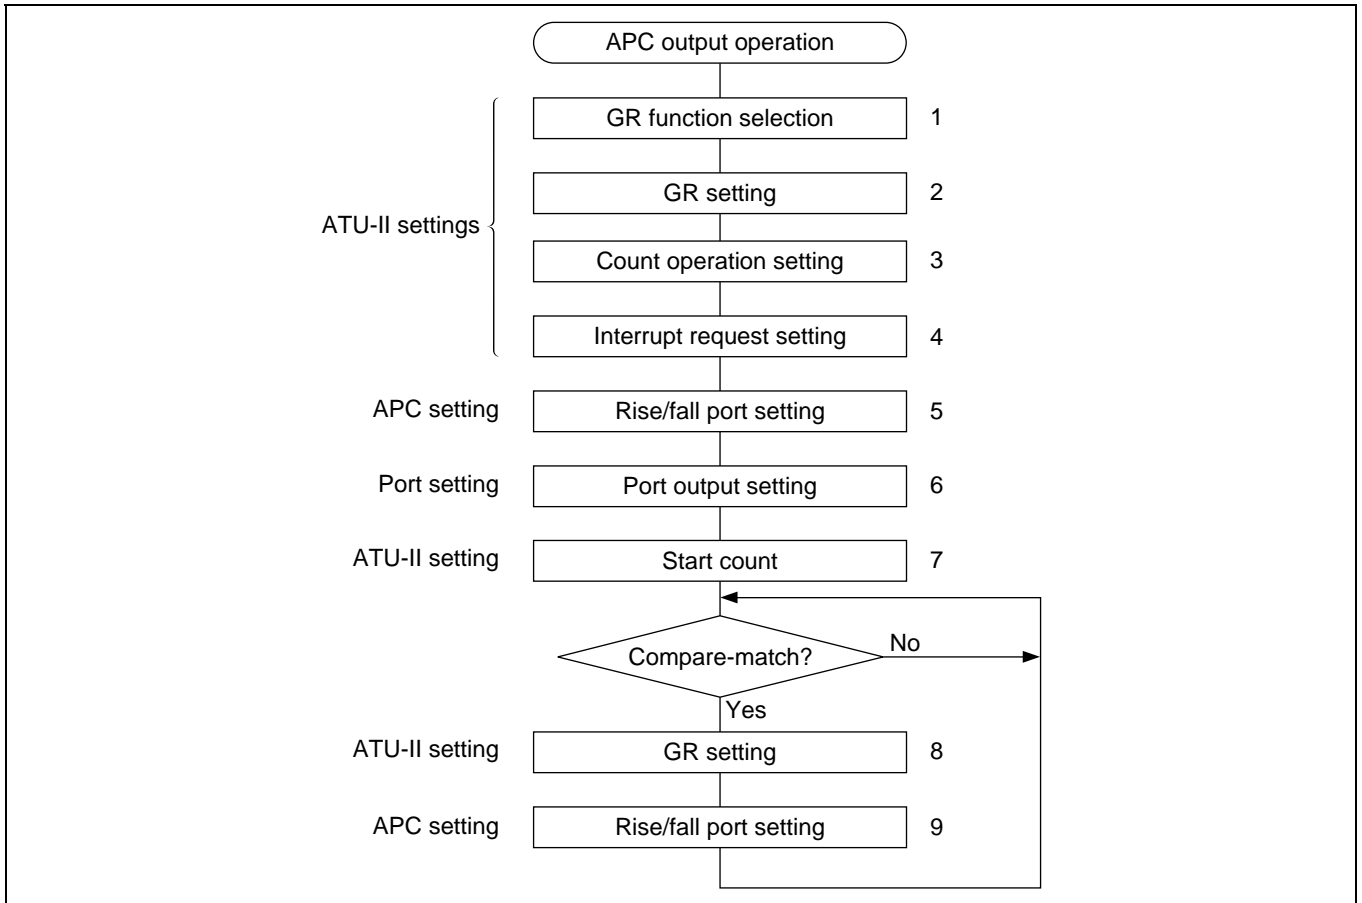 APC output operation
GR function selection 1
GR setting 2
ATU-II settings
Count operation setting 3
Interrupt request setting 4
APC setting Rise/fall port setting 5
Port setting Port output setting 6
ATU-II setting Start count 7
No
Compare-match?
Yes
ATU-II setting GR setting 8
APC setting Rise/fall port setting 9